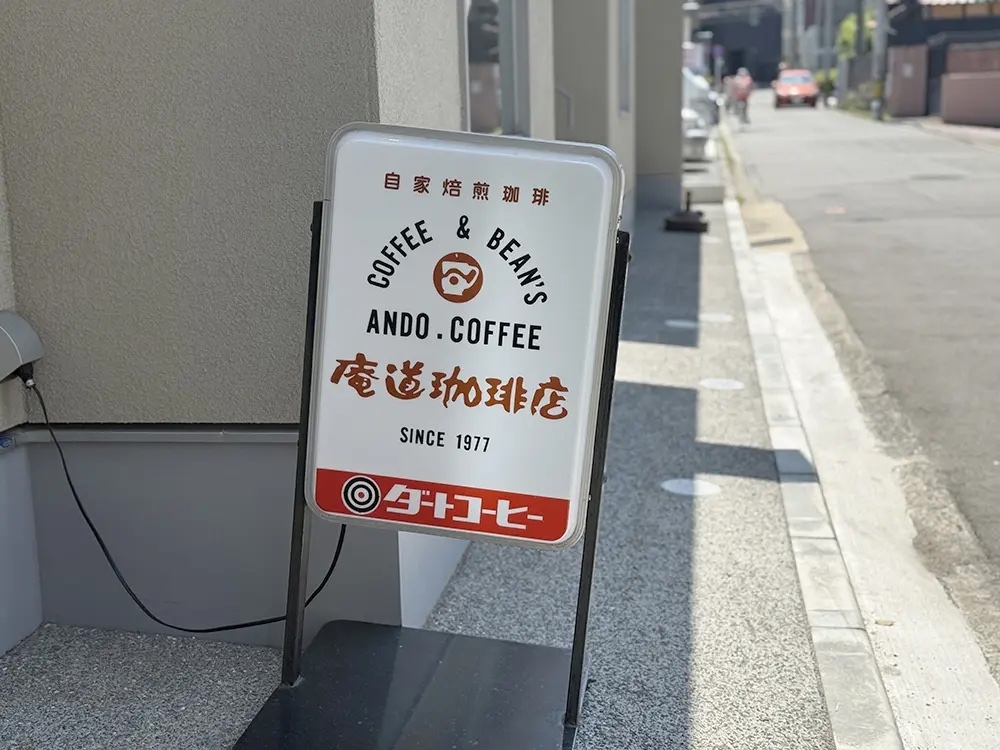 自家焙煎珈琲
COFFEE & BEAN'S
ANDO.COFFEE
庵道珈琲店
SINCE 1977
ダートコーヒー